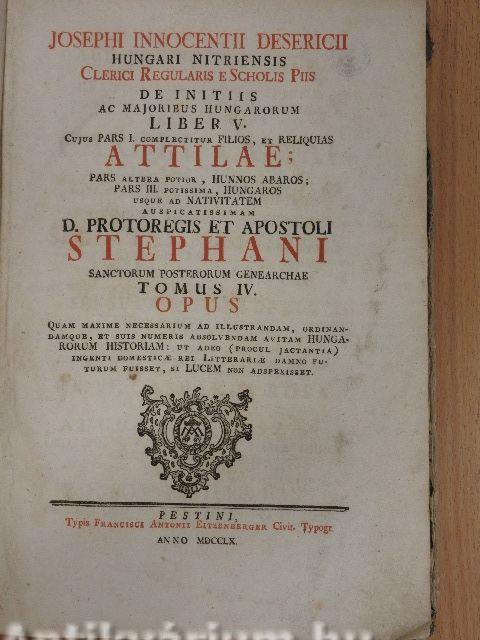 JOSEPHI INNOCENTII DESERICII
HUNGARI NITRIENSIS
CLERICI REGULARIS E SCHOLIS PIIS
DE INITIIS
AC MAJORIBUS HUNGARORUM
LIBER V.
CUJUS PARS I. COMPLECTITUR FILIOS, ET RELIQUIAS
ATTILAE;
PARS ALTERA POTIOR, HUNNOS ABAROS;
PARS III. POTISSIMA, HUNGAROS
USQUE AD NATIVITATEM
AUSPICATISSIMAM
D. PROTOREGIS ET APOSTOLI
STEPHANI
SANCTORUM POSTERORUM GENEARCHAE
TOMUS IV.
OPUS
QUAM MAXIME NECESSARIUM AD ILLUSTRANDAM, ORDINAN-
DAMQUE, ET SUIS NUMERIS ABSOLVENDAM AVITAM HUNGA-
RORUM HISTORIAM: UT ADEO (PROCUL JACTANTIA)
INGENTI DOMESTICÆ REI LITTERARIÆ DAMNO FU-
TURUM FUISSET, SI LUCEM NON ADSPEXISSET.
PESTINI,
Typis FRANCISCI ANTONII EITZENBERGER Civit. Typogr.
ANNO MDCCLX.
Antikvárium.hu